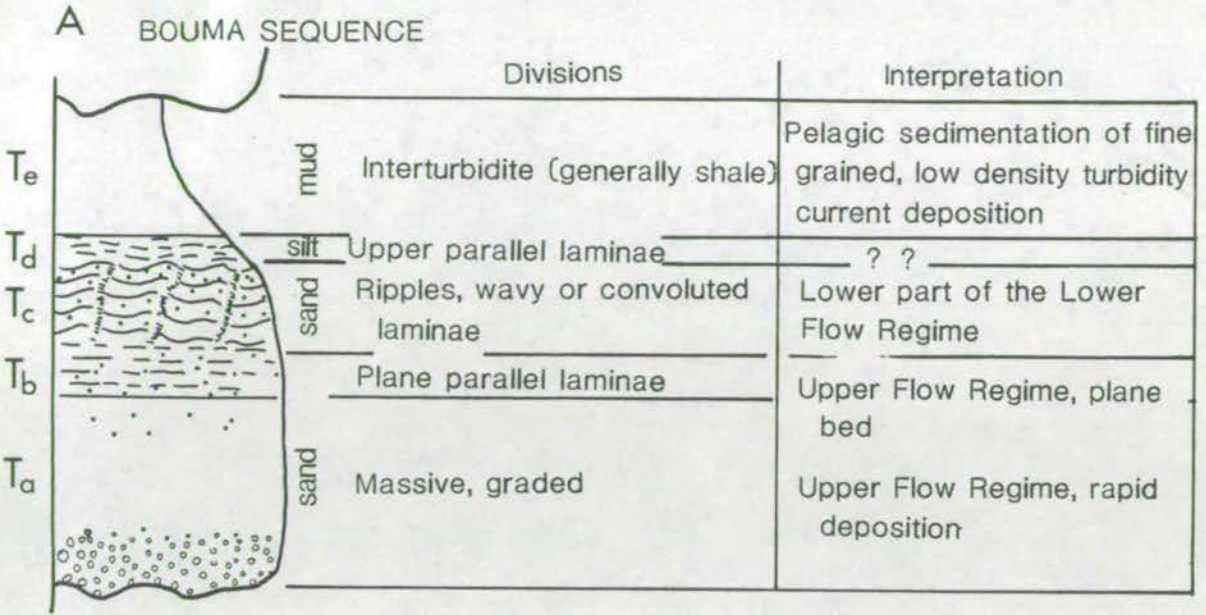 A
BOUMA SEQUENCE
Divisions
Interpretation
Te
mud
Interturbidite (generally shale)
Pelagic sedimentation of fine
grained, low density turbidity
current deposition
Td
silt
Upper parallel laminae
? ?
Tc
sand
Ripples, wavy or convoluted
laminae
Lower part of the Lower
Flow Regime
Tb
Plane parallel laminae
Upper Flow Regime, plane
bed
Ta
sand
Massive, graded
Upper Flow Regime, rapid
deposition